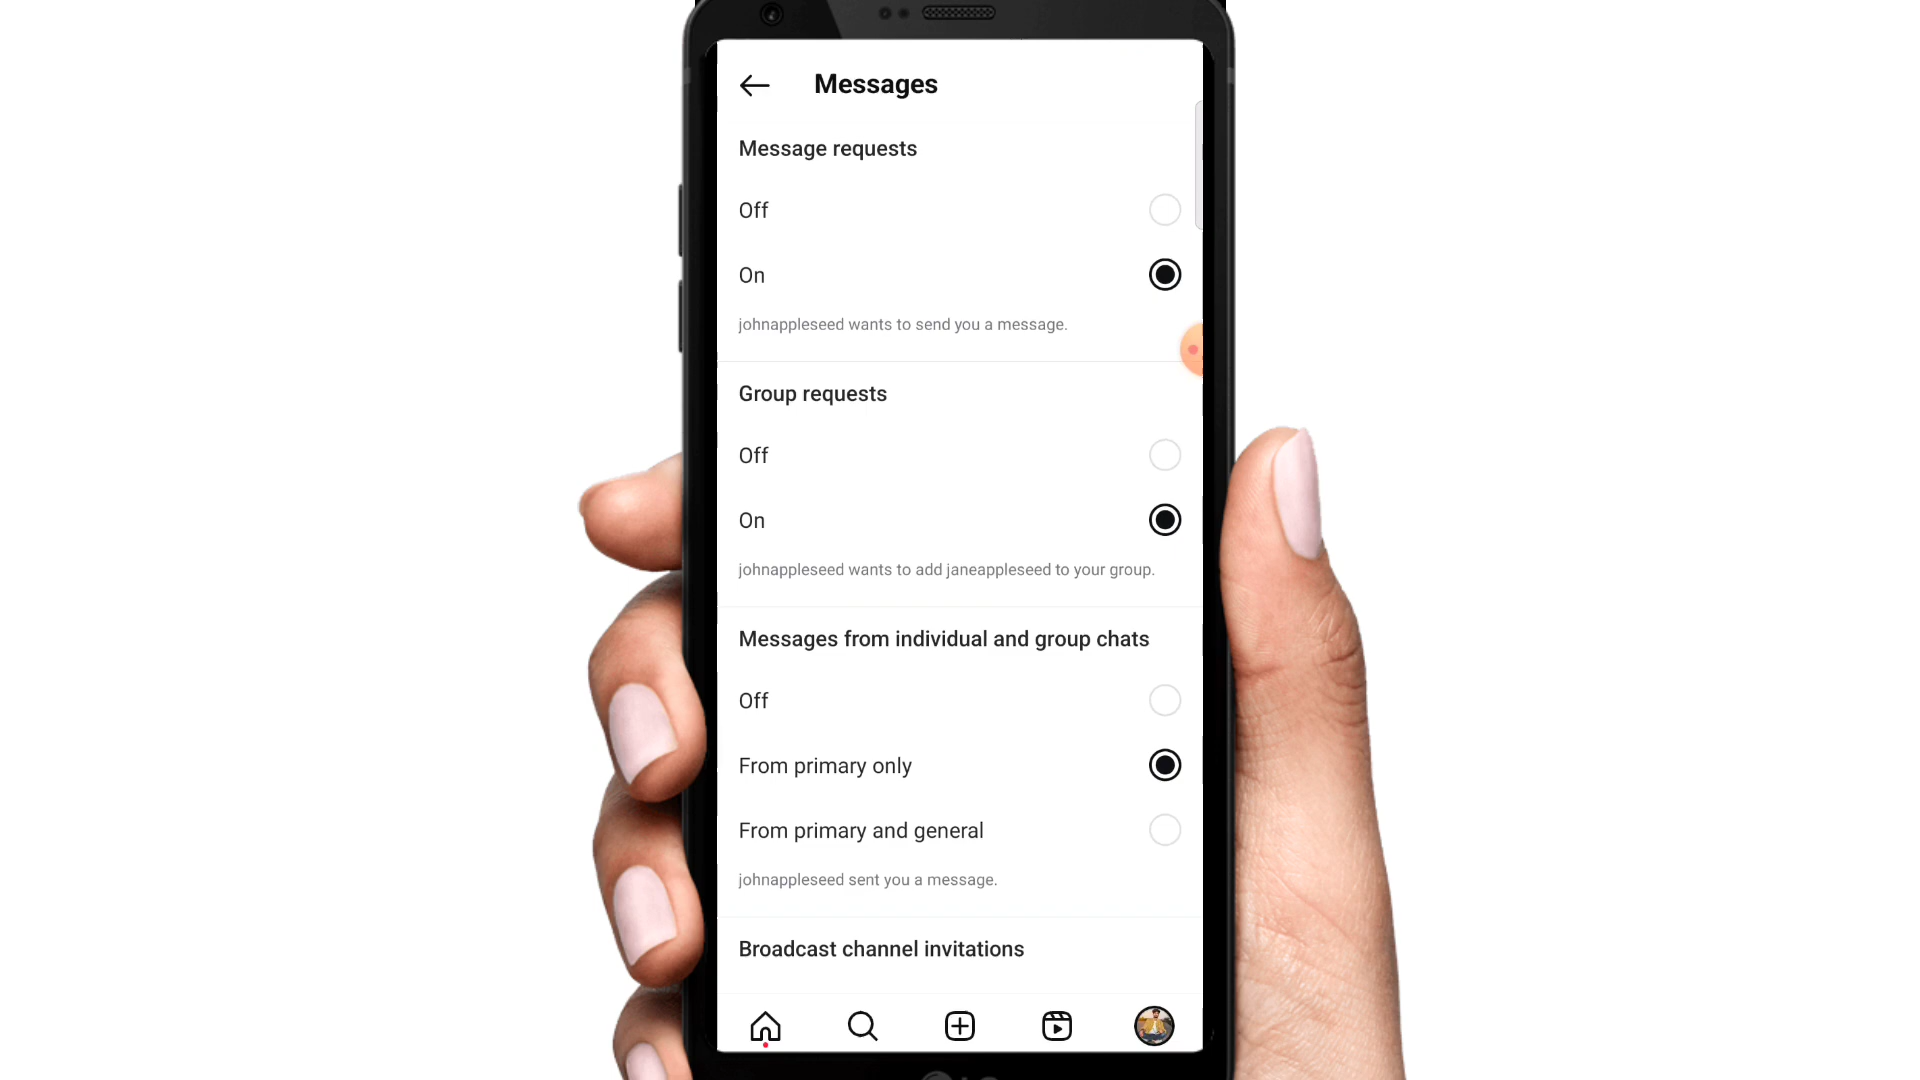 Messages
Message requests
Off
On
johnappleseed wants to send you a message.
Group requests
Off
On
johnappleseed wants to add janeappleseed to your group.
Messages from individual and group chats
Off
From primary only
From primary and general
johnappleseed sent you a message.
Broadcast channel invitations